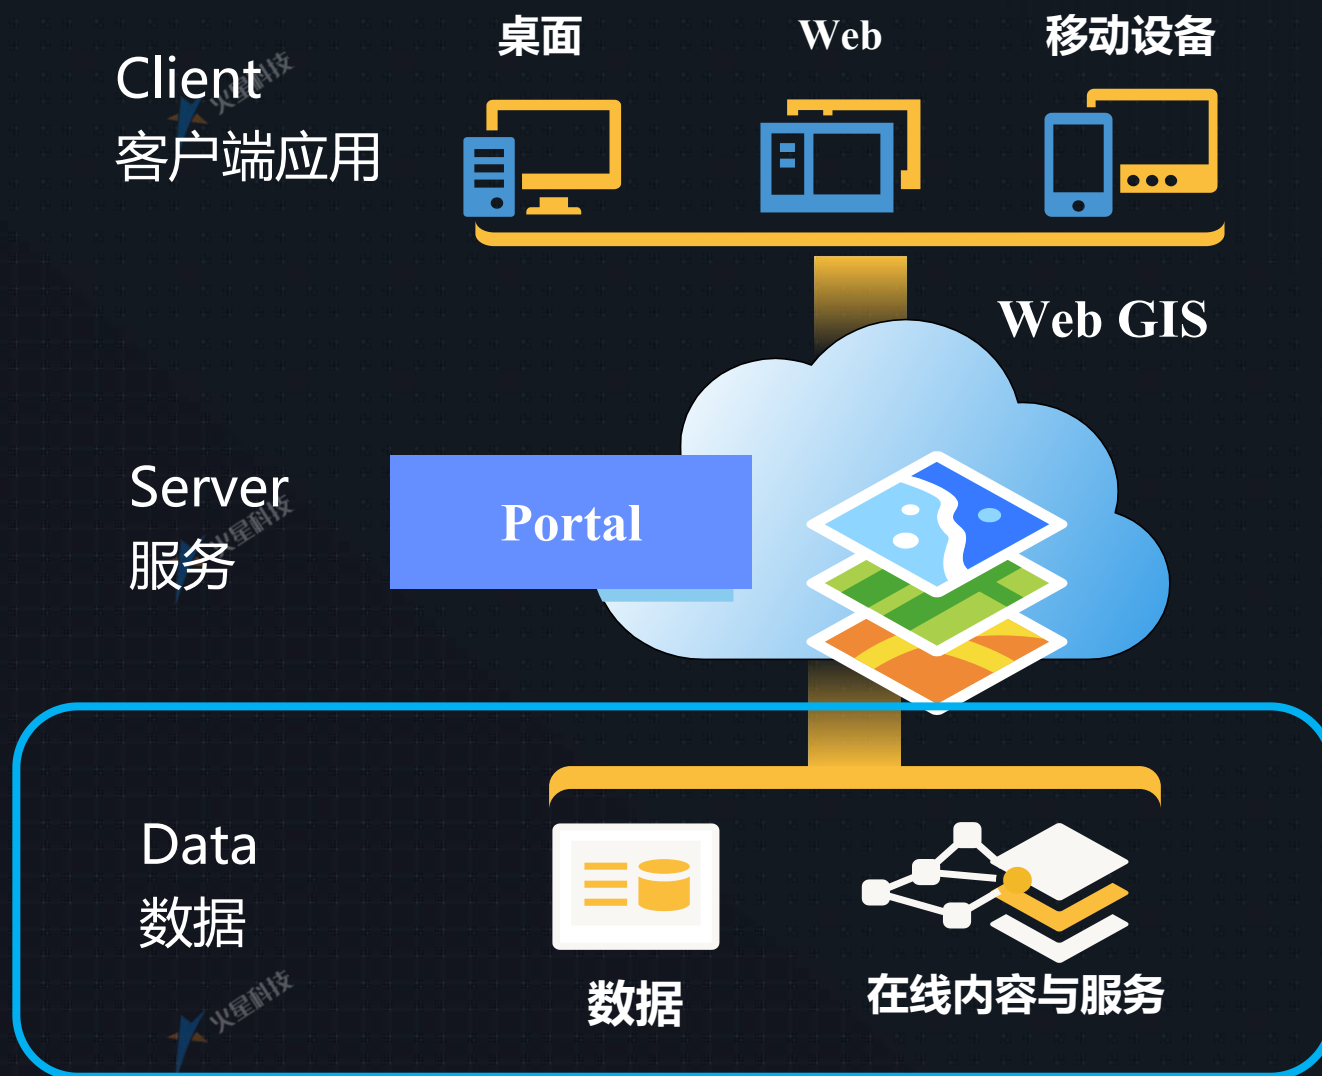 Client
客户端应用
桌面
Web
移动设备
Web GIS
Server
服务
Portal
Data
数据
数据
在线内容与服务
火星科技
火星科技
火星科技